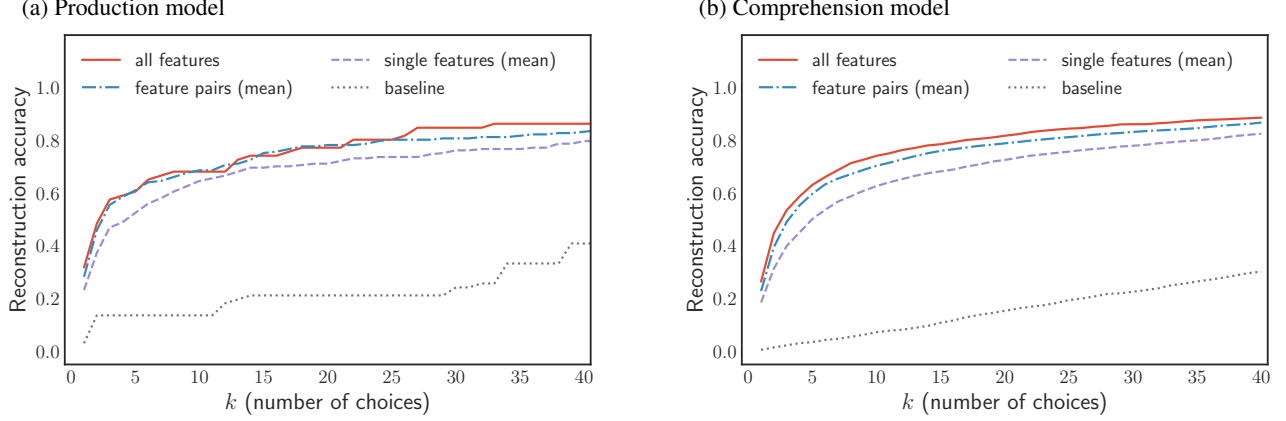 (a) Production model
all features
feature pairs (mean)
single features (mean)
baseline
1.0
0.8
0.6
0.4
0.2
0.0
Reconstruction accuracy
0 5 10 15 20 25 30 35 40
k (number of choices)
(b) Comprehension model
all features
feature pairs (mean)
single features (mean)
baseline
1.0
0.8
0.6
0.4
0.2
0.0
Reconstruction accuracy
0 5 10 15 20 25 30 35 40
k (number of choices)